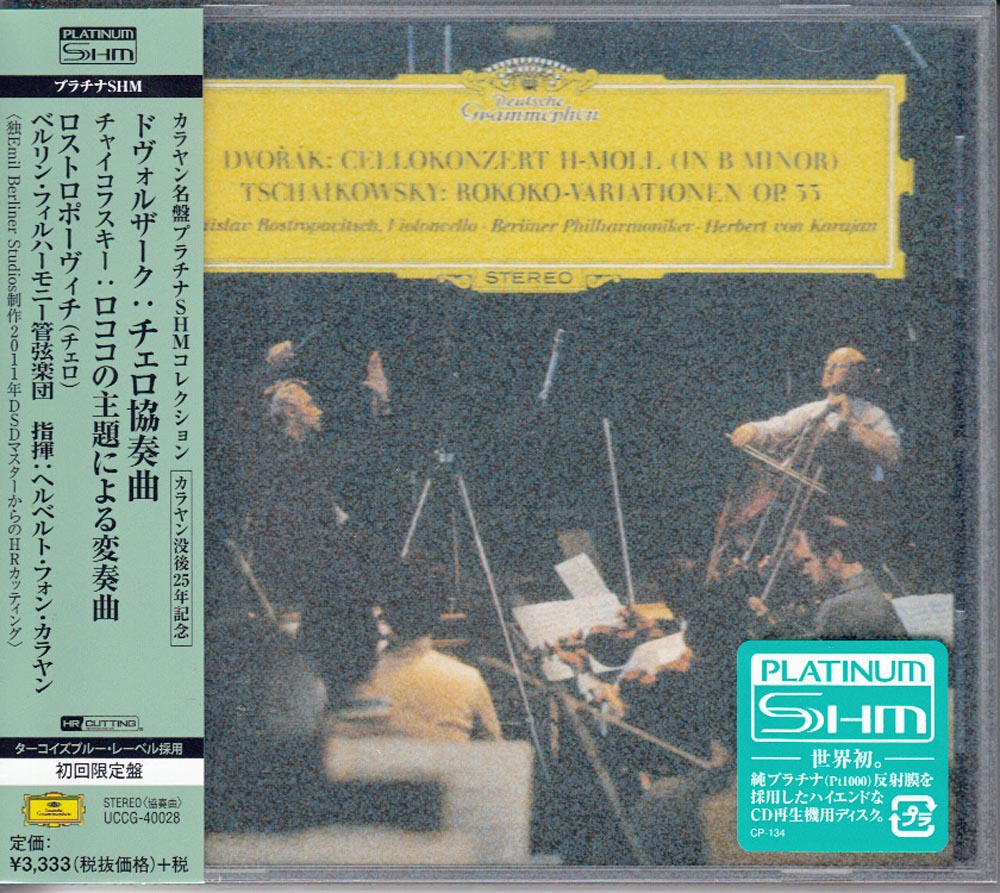 PLATINUM
SHM
プラチナSHM
カラヤン名盤プラチナSHMコレクション
カラヤン没後25年記念
ドヴォルザーク:チェロ協奏曲
チャイコフスキー:ロココの主題による変奏曲
ロストロポーヴィチ(チェロ)
ベルリン・フィルハーモニー管弦楽団 指揮:ヘルベルト・フォン・カラヤン
〈独Emil Berliner Studios制作2011年DSDマスターからのHRカッティング〉
HR CUTTING
ターコイズブルー・レーベル採用
初回限定盤
STEREO〈協奏曲〉
UCCG-40028
定価:
¥3,333(税抜価格)+税
Deutsche
Grammophon
DVOŘÁK: CELLOKONZERT H-MOLL (IN B MINOR)
TSCHAIKOWSKY: ROKOKO-VARIATIONEN OP. 33
islav Rostropowitsch, Violoncello · Berliner Philharmoniker · Herbert von Karajan
STEREO
PLATINUM
SHM
世界初。
純プラチナ(Pt1000)反射膜を
採用したハイエンドな
CD再生機用ディスク。
CP-134
プラ